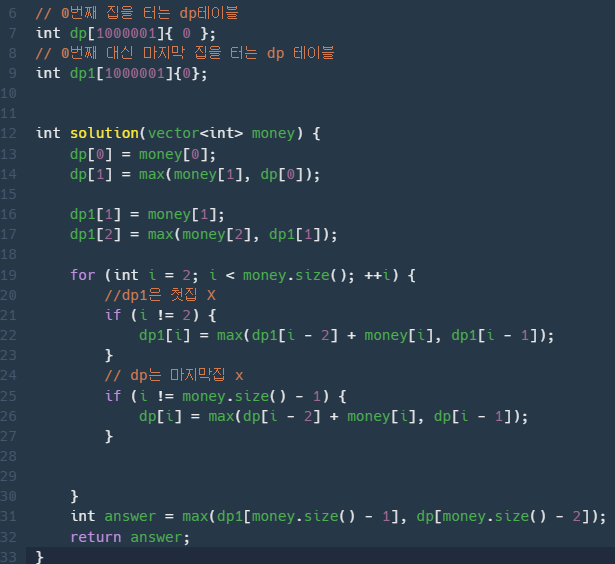 6 // 0번째 집을 터는 dp테이블
7 int dp[1000001]{ 0 };
8 // 0번째 대신 마지막 집을 터는 dp 테이블
9 int dp1[1000001]{0};
10
11
12 int solution(vector<int> money) {
13     dp[0] = money[0];
14     dp[1] = max(money[1], dp[0]);
15
16     dp1[1] = money[1];
17     dp1[2] = max(money[2], dp1[1]);
18
19     for (int i = 2; i < money.size(); ++i) {
20         //dp1은 첫집 X
21         if (i != 2) {
22             dp1[i] = max(dp1[i - 2] + money[i], dp1[i - 1]);
23         }
24         // dp는 마지막집 x
25         if (i != money.size() - 1) {
26             dp[i] = max(dp[i - 2] + money[i], dp[i - 1]);
27         }
28
29
30     }
31     int answer = max(dp1[money.size() - 1], dp[money.size() - 2]);
32     return answer;
33 }